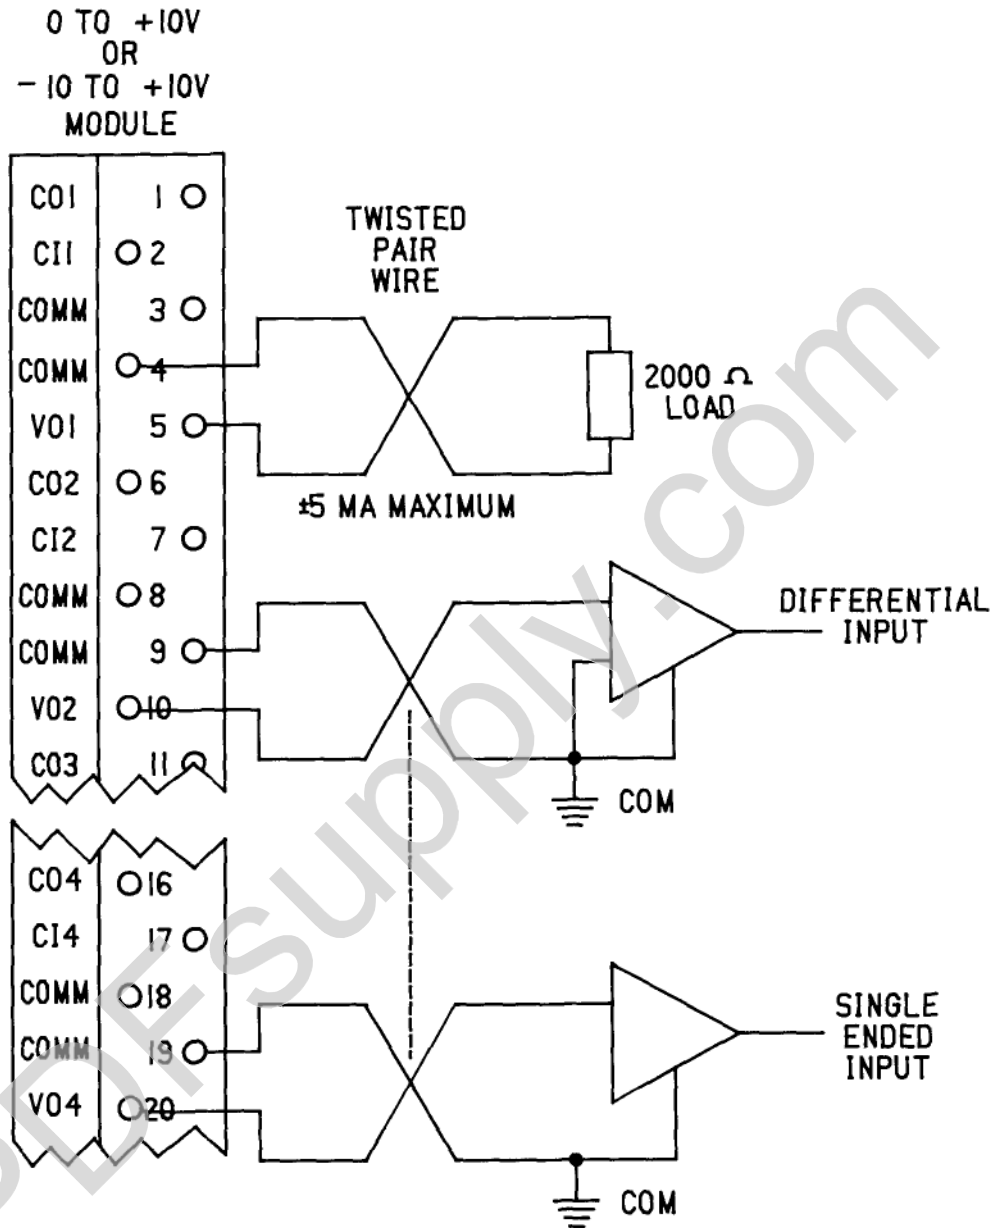 0 TO +10V
OR
-10 TO +10V
MODULE
CO1 1
CI1 2
COMM 3
COMM 4
VO1 5
CO2 6
CI2 7
COMM 8
COMM 9
VO2 10
CO3 11
TWISTED
PAIR
WIRE
2000 Ω
LOAD
±5 MA MAXIMUM
DIFFERENTIAL
INPUT
COM
CO4 16
CI4 17
COMM 18
COMM 19
VO4 20
SINGLE
ENDED
INPUT
COM
PDFsupply.com